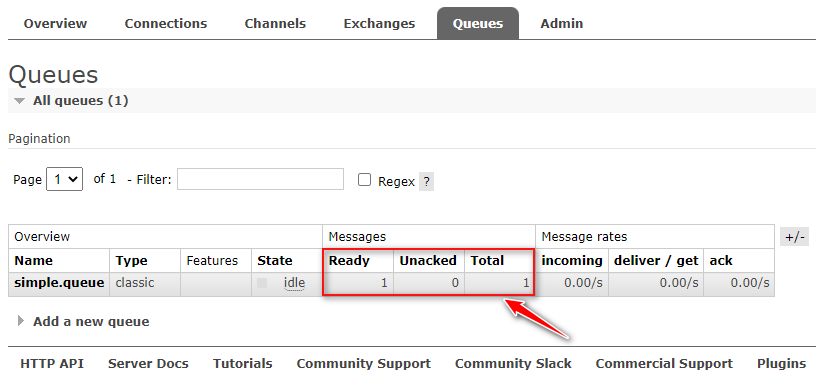 Overview Connections Channels Exchanges Queues Admin
Queues
All queues (1)
Pagination
Page 1 of 1 - Filter: Regex ?
Overview Messages Message rates +/-
Name Type Features State Ready Unacked Total incoming deliver / get ack
simple.queue classic idle 1 0 1 0.00/s 0.00/s 0.00/s
Add a new queue
HTTP API Server Docs Tutorials Community Support Community Slack Commercial Support Plugins